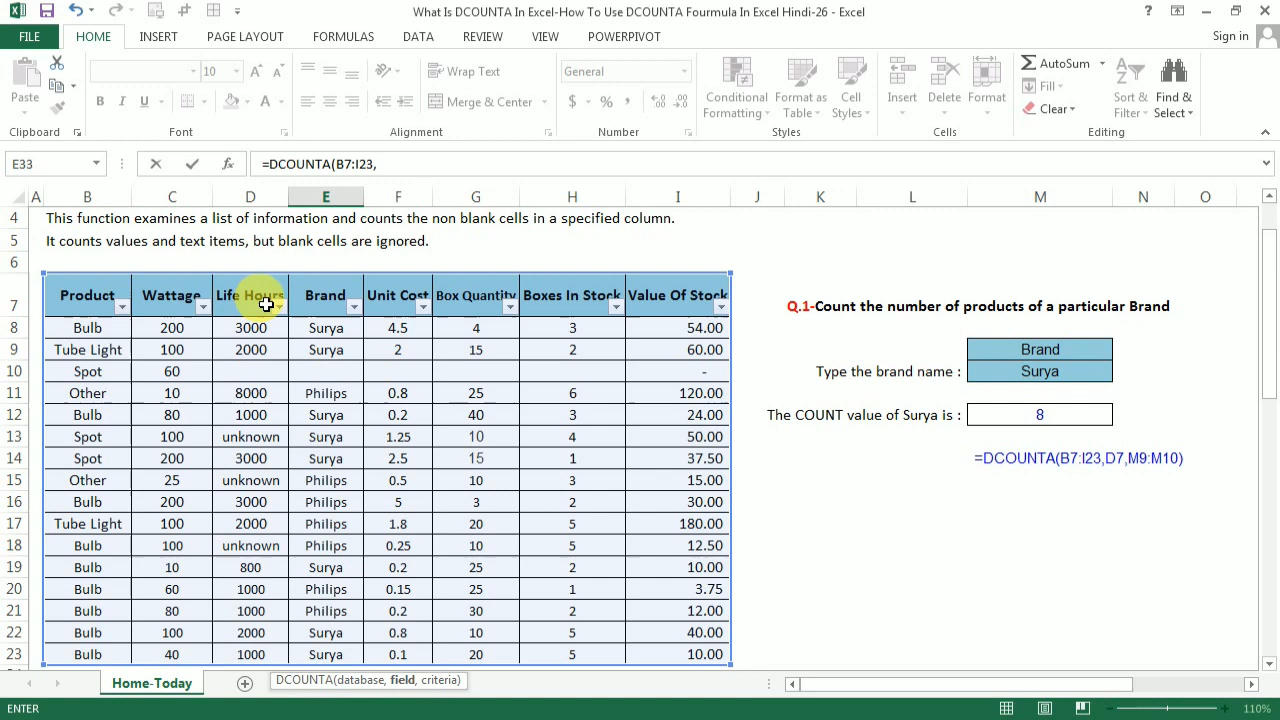 What Is DCOUNTA In Excel-How To Use DCOUNTA Fourmula In Excel Hindi-26 - Excel
FILE HOME INSERT PAGE LAYOUT FORMULAS DATA REVIEW VIEW POWERPIVOT Sign in
Paste
10
B I U A
Wrap Text
Merge & Center
General
$ % ,
Conditional Formatting
Format as Table
Cell Styles
Insert
Delete
Format
AutoSum
Fill
Clear
Sort & Filter
Find & Select
Clipboard Font Alignment Number Styles Cells Editing
E33 fx =DCOUNTA(B7:I23,
A B C D E F G H I J K L M N O
4 This function examines a list of information and counts the non blank cells in a specified column.
5 It counts values and text items, but blank cells are ignored.
6
7 Product Wattage Life Hours Brand Unit Cost Box Quantity Boxes In Stock Value Of Stock
8 Bulb 200 3000 Surya 4.5 4 3 54.00
9 Tube Light 100 2000 Surya 2 15 2 60.00
10 Spot 60 -
11 Other 10 8000 Philips 0.8 25 6 120.00
12 Bulb 80 1000 Surya 0.2 40 3 24.00
13 Spot 100 unknown Surya 1.25 10 4 50.00
14 Spot 200 3000 Surya 2.5 15 1 37.50
15 Other 25 unknown Philips 0.5 10 3 15.00
16 Bulb 200 3000 Philips 5 3 2 30.00
17 Tube Light 100 2000 Philips 1.8 20 5 180.00
18 Bulb 100 unknown Philips 0.25 10 5 12.50
19 Bulb 10 800 Surya 0.2 25 2 10.00
20 Bulb 60 1000 Philips 0.15 25 1 3.75
21 Bulb 80 1000 Philips 0.2 30 2 12.00
22 Bulb 100 2000 Surya 0.8 10 5 40.00
23 Bulb 40 1000 Surya 0.1 20 5 10.00
Q.1-Count the number of products of a particular Brand
Brand
Type the brand name : Surya
The COUNT value of Surya is : 8
=DCOUNTA(B7:I23,D7,M9:M10)
Home-Today
DCOUNTA(database, field, criteria)
ENTER 110%